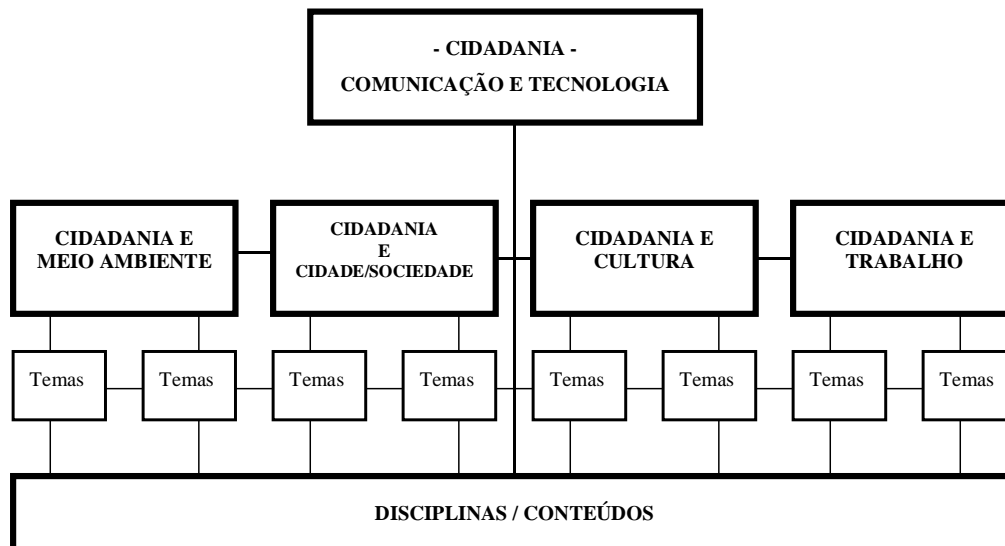 - CIDADANIA -
COMUNICAÇÃO E TECNOLOGIA
CIDADANIA E
MEIO AMBIENTE
CIDADANIA
E
CIDADE/SOCIEDADE
CIDADANIA E
CULTURA
CIDADANIA E
TRABALHO
Temas
Temas
Temas
Temas
Temas
Temas
Temas
Temas
DISCIPLINAS / CONTEÚDOS